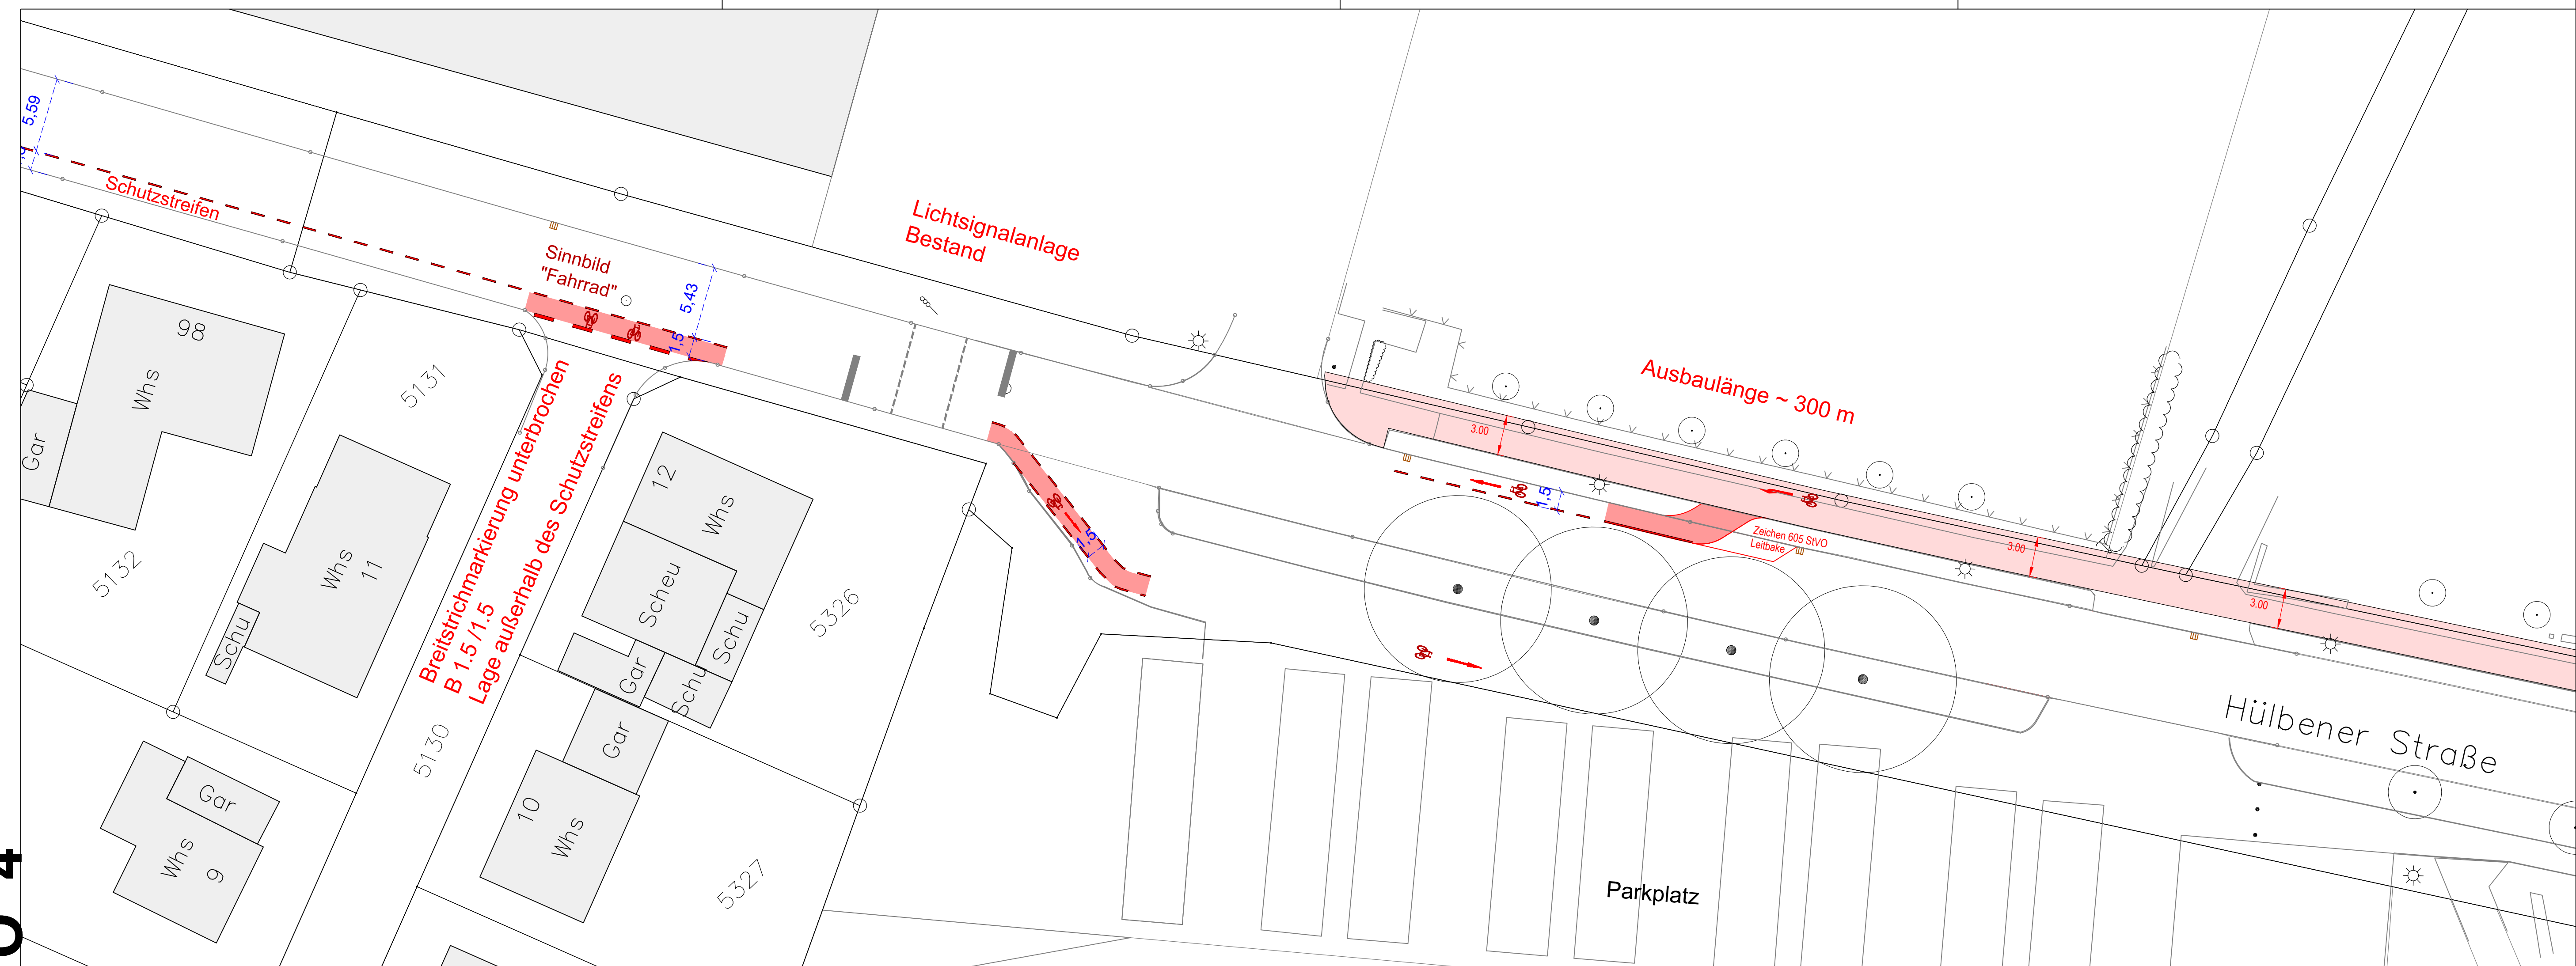 5,59
Schutzstreifen
Sinnbild
"Fahrrad"
5,43
1,5
Lichtsignalanlage
Bestand
Ausbaulänge ~ 300 m
3.00
1,5
Zeichen 605 StVO
Leitbake
3.00
3.00
1,5
98
Whs
Gar
5131
5132
Whs
11
Schu
Breitstrichmarkierung unterbrochen
B 1.5 /1.5
Lage außerhalb des Schutzstreifens
12
Whs
Scheu
Schu
Gar
Schu
5326
Gar
5130
10
Whs
5327
Gar
Whs
9
Hülbener Straße
Parkplatz
4